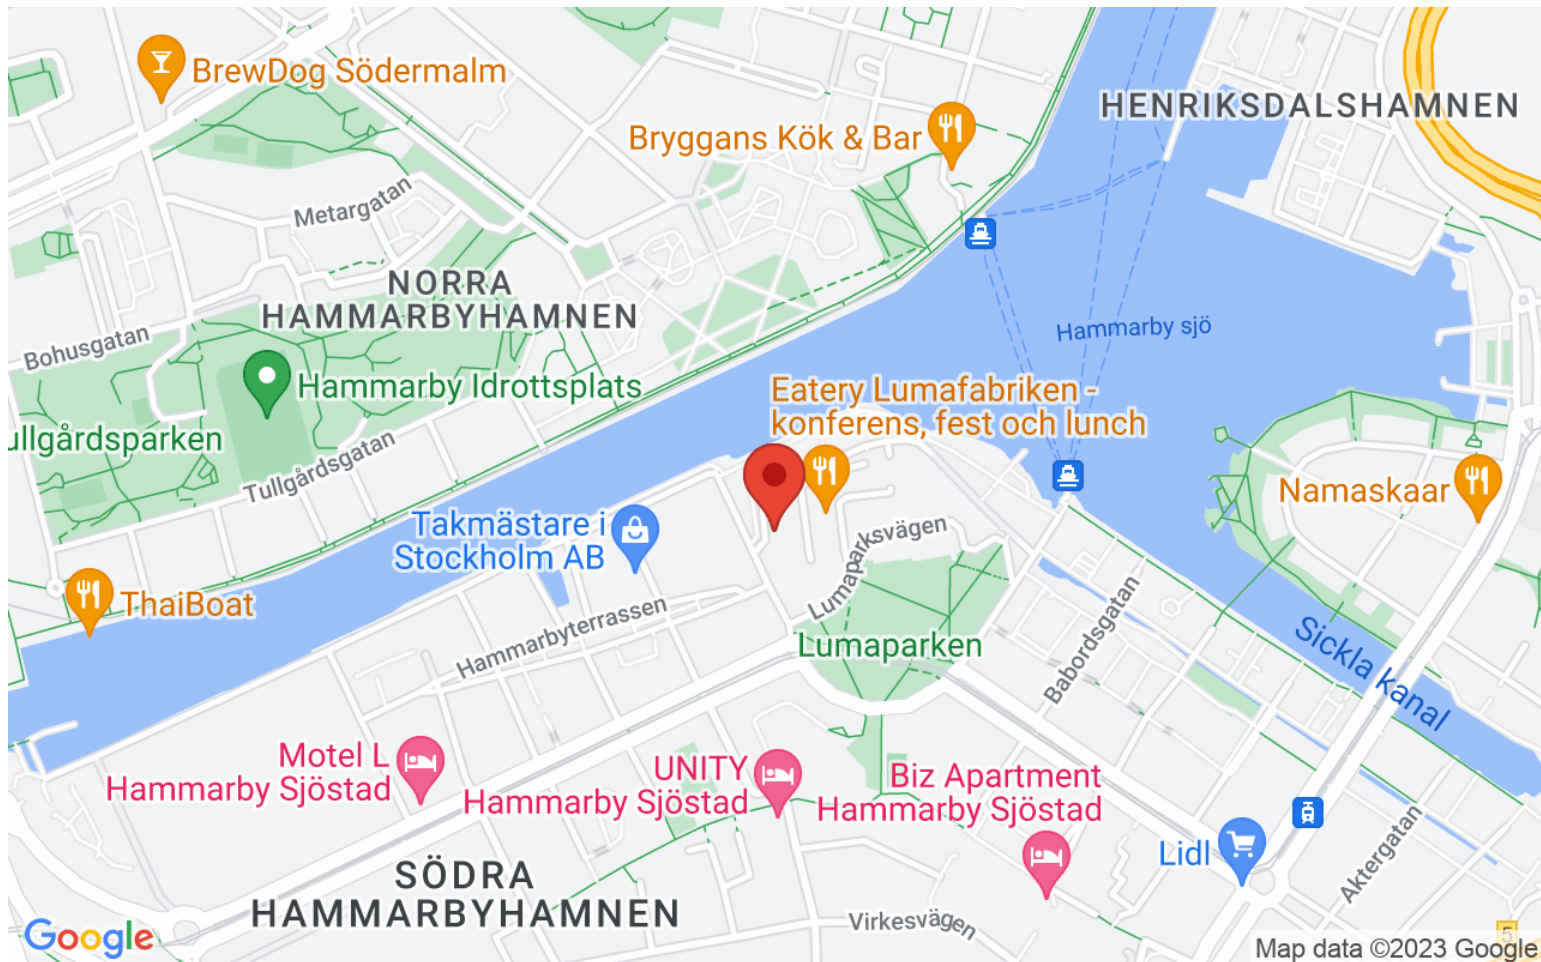 BrewDog Södermalm
HENRIKSDALSHAMNEN
Bryggans Kök & Bar
Metargatan
NORRA
HAMMARBYHAMNEN
Hammarby sjö
Bohusgatan
Hammarby Idrottsplats
Eatery Lumafabriken -
konferens, fest och lunch
ullgårdsparken
Tullgårdsgatan
Namaskaar
Takmästare i
Stockholm AB
Lumaparksvägen
ThaiBoat
Hammarbyterrassen
Lumaparken
Babordsgatan
Sickla kanal
Motel L
Hammarby Sjöstad
UNITY
Hammarby Sjöstad
Biz Apartment
Hammarby Sjöstad
Lidl
Aktergatan
SÖDRA
HAMMARBYHAMNEN
Virkesvägen
5
Google
Map data ©2023 Google